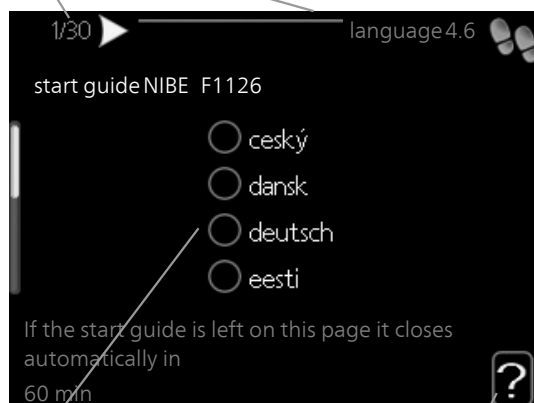 1/30 language 4.6
start guide NIBE F1126
ceský
dansk
deutsch
eesti
If the start guide is left on this page it closes
automatically in
60 min
?